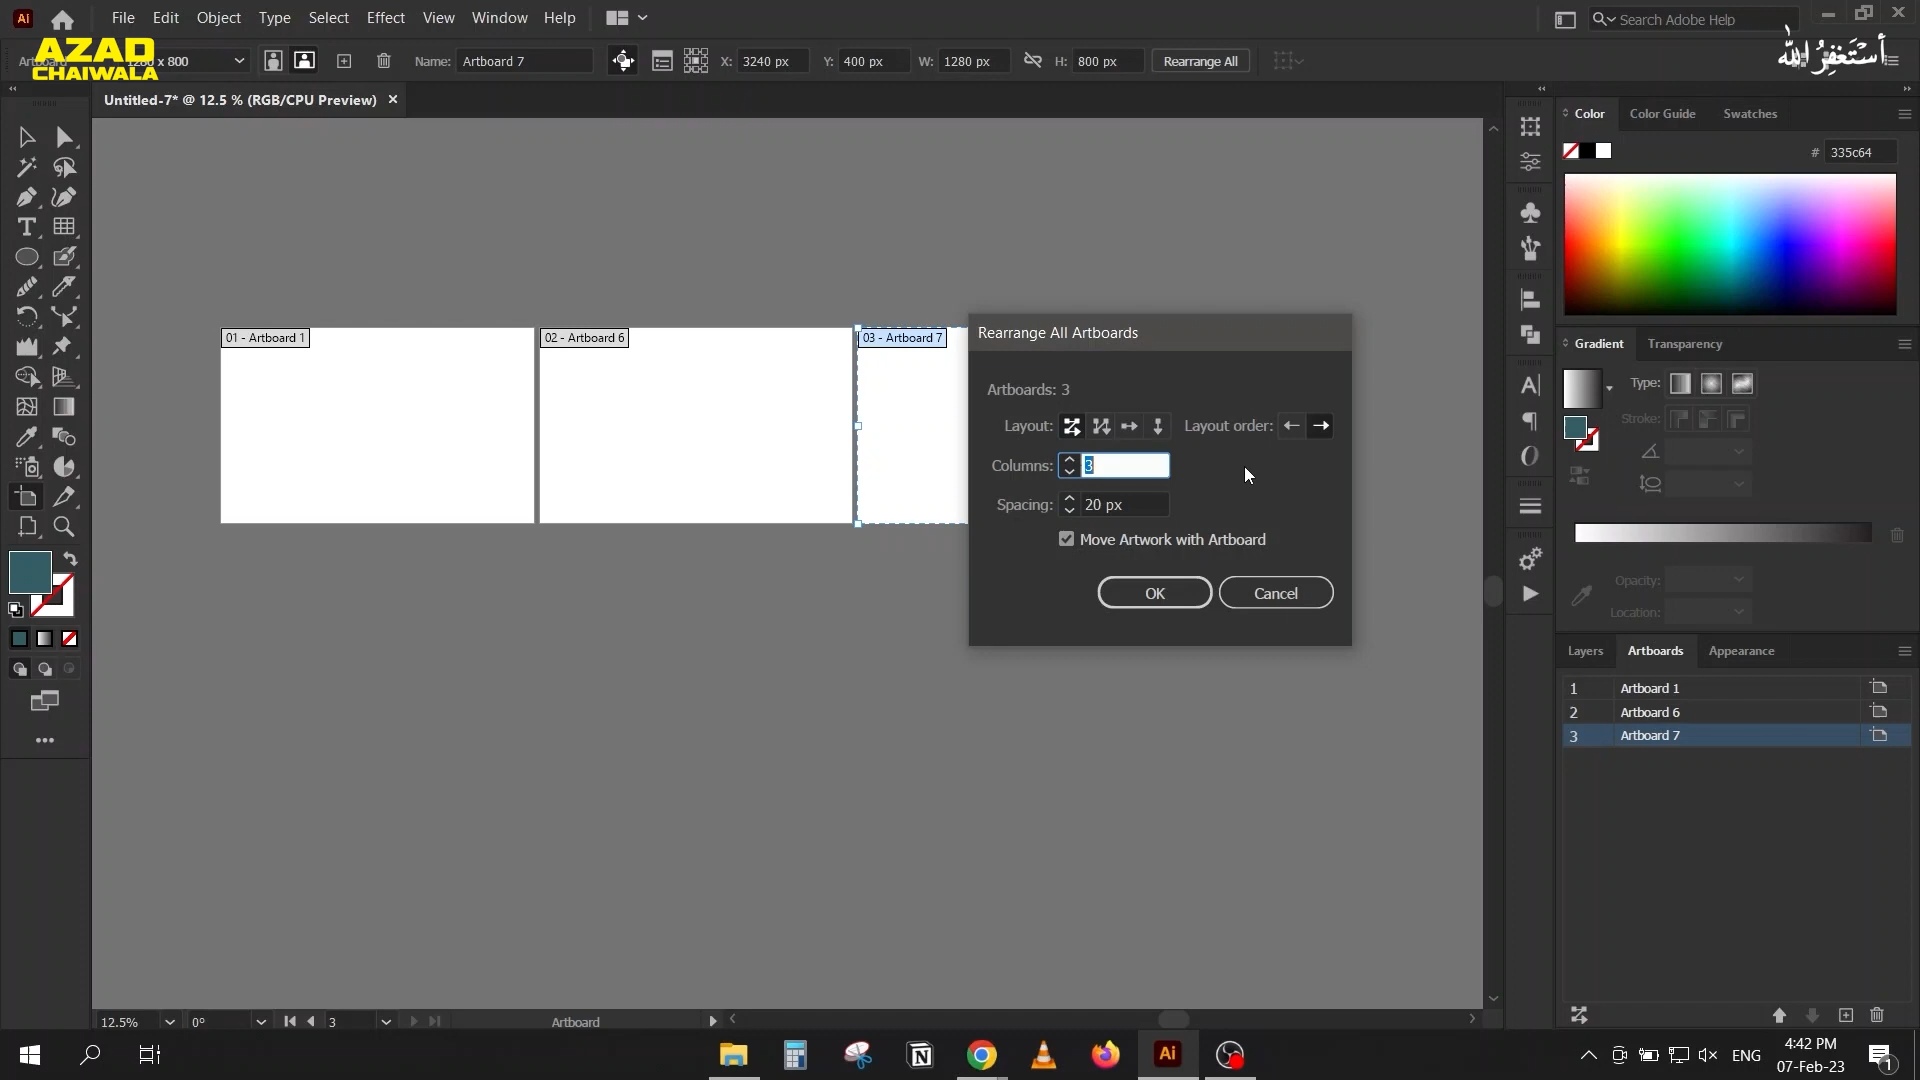 Ai File Edit Object Type Select Effect View Window Help Search Adobe Help
AZAD
CHAIWALA
أستغفر الله
1280 x 800 Name: Artboard 7 X: 3240 px Y: 400 px W: 1280 px H: 800 px Rearrange All
Untitled-7* @ 12.5 % (RGB/CPU Preview) ×
Color Color Guide Swatches
# 335c64
01 - Artboard 1
02 - Artboard 6
03 - Artboard 7
Rearrange All Artboards
Artboards: 3
Layout: Layout order:
Columns: 3
Spacing: 20 px
Move Artwork with Artboard
OK Cancel
Gradient Transparency
Type:
Stroke:
Opacity:
Location:
Layers Artboards Appearance
1 Artboard 1
2 Artboard 6
3 Artboard 7
12.5% 0° 3 Artboard
Ai
ENG
4:42 PM
07-Feb-23
1